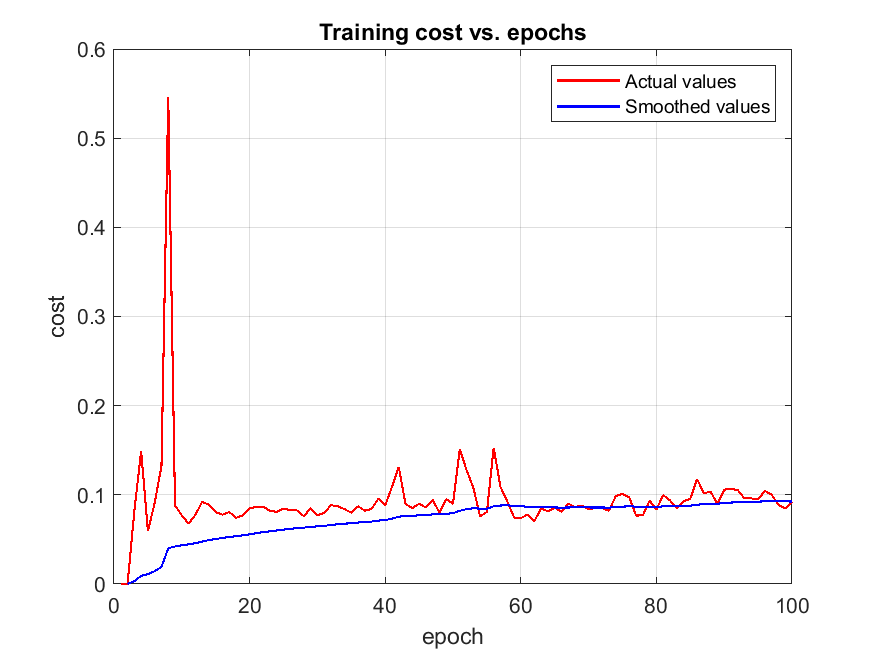 Training cost vs. epochs
Actual values
Smoothed values
0.6
0.5
0.4
0.3
0.2
0.1
0
cost
0 20 40 60 80 100
epoch